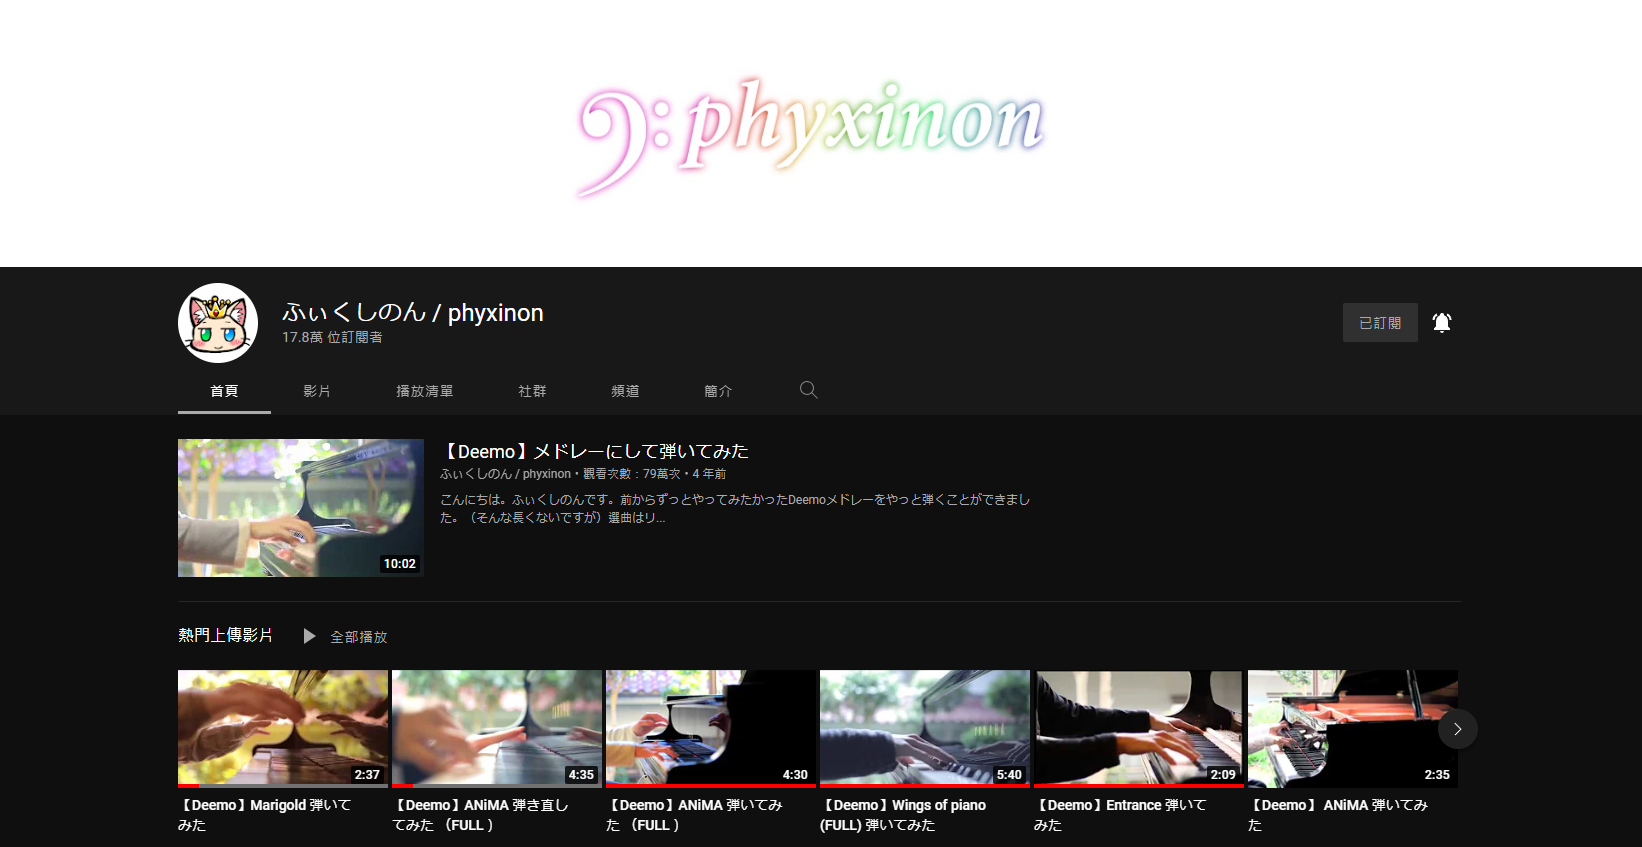 phyxinon
ふぃくしのん / phyxinon
17.8萬 位訂閱者
已訂閱
首頁 影片 播放清單 社群 頻道 簡介
【Deemo】メドレーにして弾いてみた
ふぃくしのん / phyxinon・觀看次數：79萬次・4 年前
こんにちは。ふぃくしのんです。前からずっとやってみたかったDeemoメドレーをやっと弾くことができまし
た。（そんな長くないですが）選曲はリ...
10:02
熱門上傳影片 全部播放
2:37
4:35
4:30
5:40
2:09
2:35
【Deemo】Marigold 弾いて
みた
【Deemo】ANiMA 弾き直し
てみた （FULL ）
【Deemo】ANiMA 弾いてみ
た （FULL ）
【Deemo】Wings of piano
(FULL) 弾いてみた
【Deemo】Entrance 弾いて
みた
【Deemo】 ANiMA 弾いてみ
た